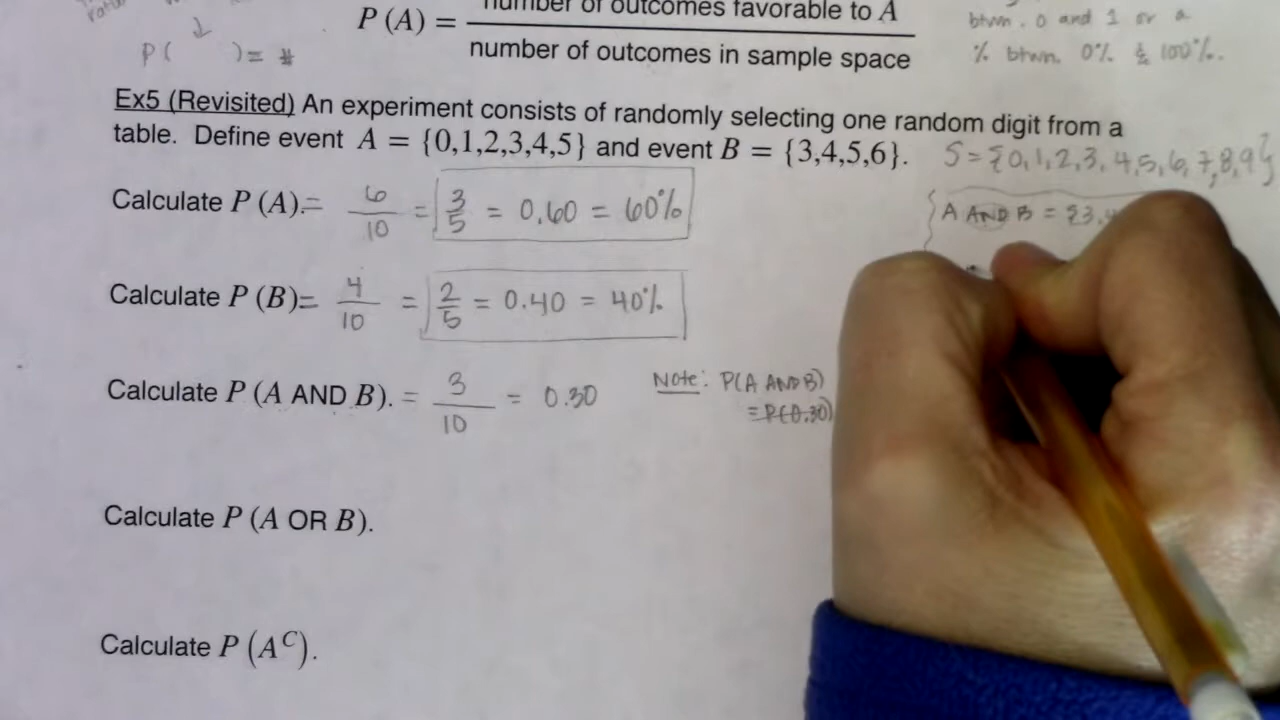 P(A) = number of outcomes favorable to A / number of outcomes in sample space
P( )= #
btwn. 0 and 1 or a
% btwn. 0% & 100%.
Ex5 (Revisited) An experiment consists of randomly selecting one random digit from a
table. Define event A = {0,1,2,3,4,5} and event B = {3,4,5,6}.
S={0,1,2,3,4,5,6,7,8,9}
Calculate P (A).= 6/10 = 3/5 = 0.60 = 60%
A AND B = {3,4
Calculate P (B)= 4/10 = 2/5 = 0.40 = 40%
Calculate P (A AND B). = 3/10 = 0.30
Note: P(A AND B)
=P(0.30)
Calculate P (A OR B).
Calculate P (A^C).